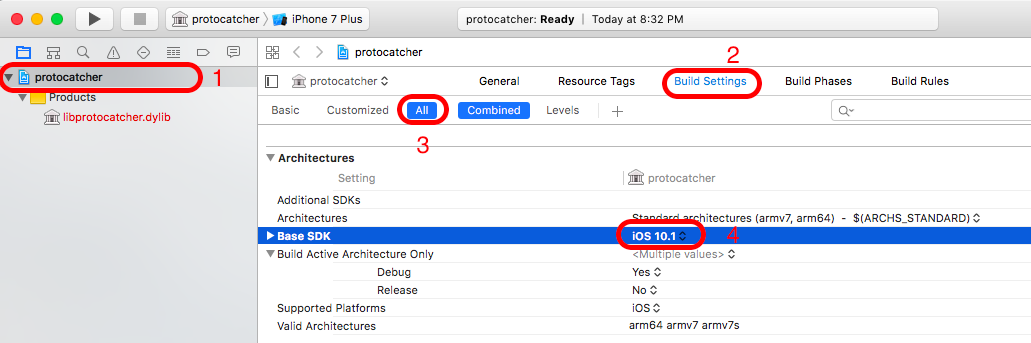 protocatcher iPhone 7 Plus protocatcher: Ready | Today at 8:32 PM
protocatcher
protocatcher 1
Products
libprotocatcher.dylib
2
protocatcher General Resource Tags Build Settings Build Phases Build Rules
Basic Customized All Combined Levels +
3
Architectures
Setting protocatcher
Additional SDKs
Architectures Standard architectures (armv7, arm64) - $(ARCHS_STANDARD)
Base SDK iOS 10.1 4
Build Active Architecture Only <Multiple values>
Debug Yes
Release No
Supported Platforms iOS
Valid Architectures arm64 armv7 armv7s